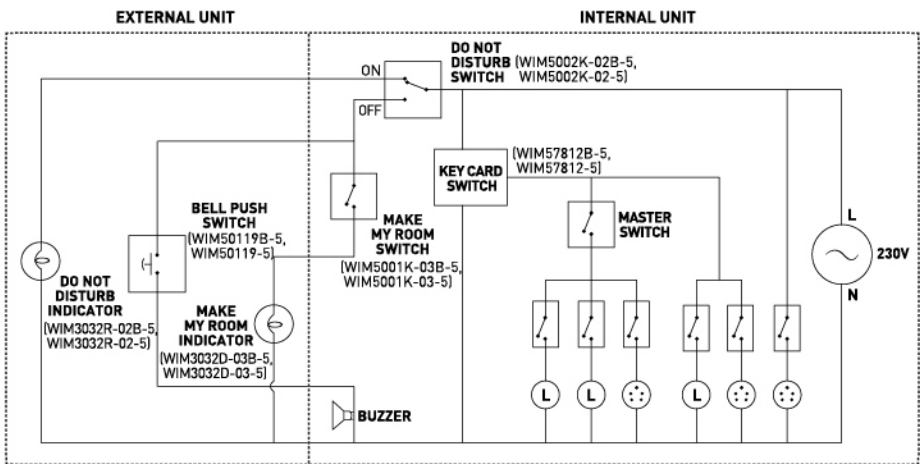 EXTERNAL UNIT
INTERNAL UNIT
DO NOT
DISTURB (WIM5002K-02B-5,
SWITCH WIM5002K-02-5)
ON
OFF
KEY CARD
SWITCH
(WIM57812B-5,
WIM57812-5)
BELL PUSH
SWITCH
(WIM50119B-5,
WIM50119-5)
MAKE
MY ROOM
SWITCH
(WIM5001K-03B-5,
WIM5001K-03-5)
MASTER
SWITCH
L
230V
N
DO NOT
DISTURB
INDICATOR
(WIM3032R-02B-5,
WIM3032R-02-5)
MAKE
MY ROOM
INDICATOR
(WIM3032D-03B-5,
WIM3032D-03-5)
L
L
L
BUZZER